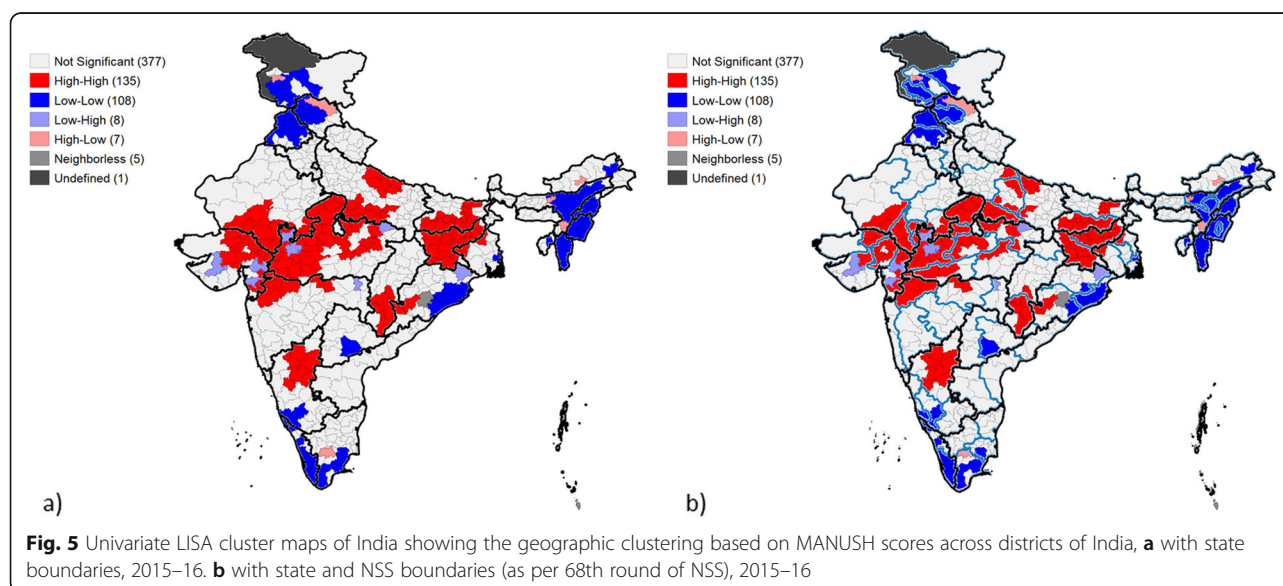 Not Significant (377)
High-High (135)
Low-Low (108)
Low-High (8)
High-Low (7)
Neighborless (5)
Undefined (1)
a)
Not Significant (377)
High-High (135)
Low-Low (108)
Low-High (8)
High-Low (7)
Neighborless (5)
Undefined (1)
b)
Fig. 5 Univariate LISA cluster maps of India showing the geographic clustering based on MANUSH scores across districts of India, a with state
boundaries, 2015–16. b with state and NSS boundaries (as per 68th round of NSS), 2015–16